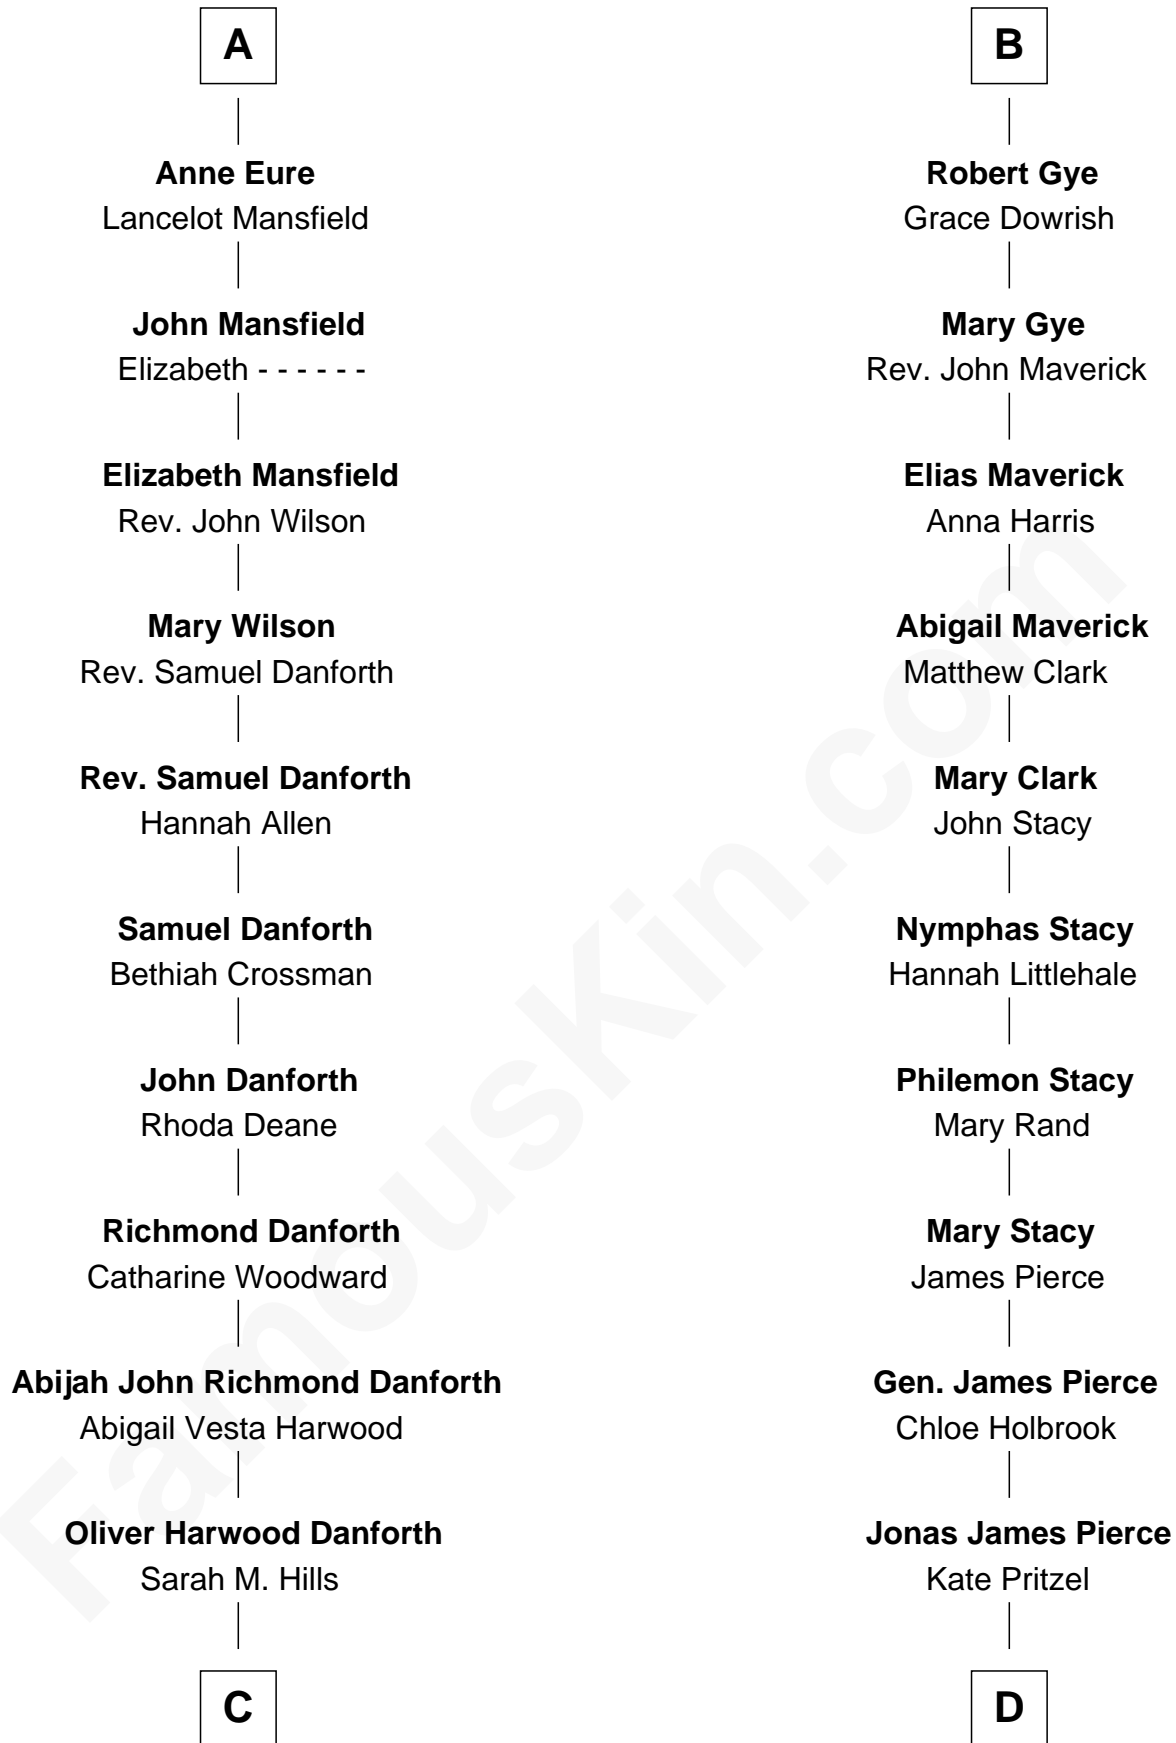 A
Anne Eure
Lancelot Mansfield
John Mansfield
Elizabeth - - - - - -
Elizabeth Mansfield
Rev. John Wilson
Mary Wilson
Rev. Samuel Danforth
Rev. Samuel Danforth
Hannah Allen
Samuel Danforth
Bethiah Crossman
John Danforth
Rhoda Deane
Richmond Danforth
Catharine Woodward
Abijah John Richmond Danforth
Abigail Vesta Harwood
Oliver Harwood Danforth
Sarah M. Hills
C
B
Robert Gye
Grace Dowrish
Mary Gye
Rev. John Maverick
Elias Maverick
Anna Harris
Abigail Maverick
Matthew Clark
Mary Clark
John Stacy
Nymphas Stacy
Hannah Littlehale
Philemon Stacy
Mary Rand
Mary Stacy
James Pierce
Gen. James Pierce
Chloe Holbrook
Jonas James Pierce
Kate Pritzel
D
FamousKin.com